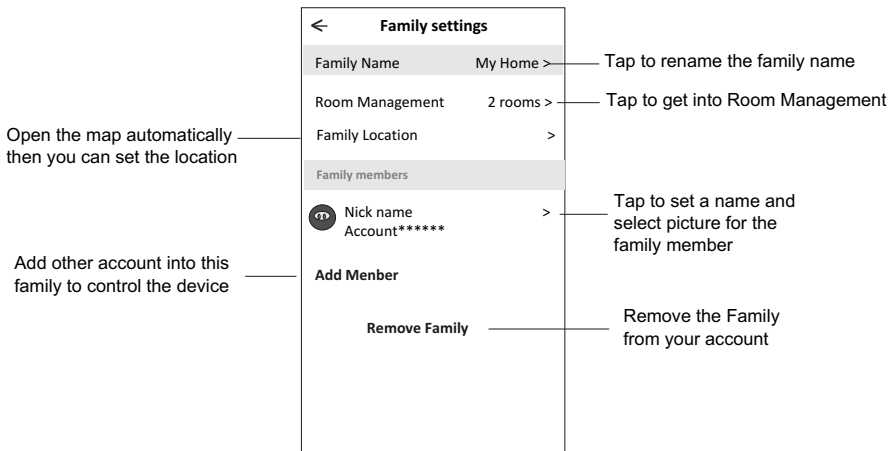 Family settings
Family Name My Home >
Tap to rename the family name
Room Management 2 rooms >
Tap to get into Room Management
Open the map automatically
then you can set the location
Family Location >
Family members
Nick name >
Account******
Tap to set a name and
select picture for the
family member
Add other account into this
family to control the device
Add Menber
Remove Family
Remove the Family
from your account